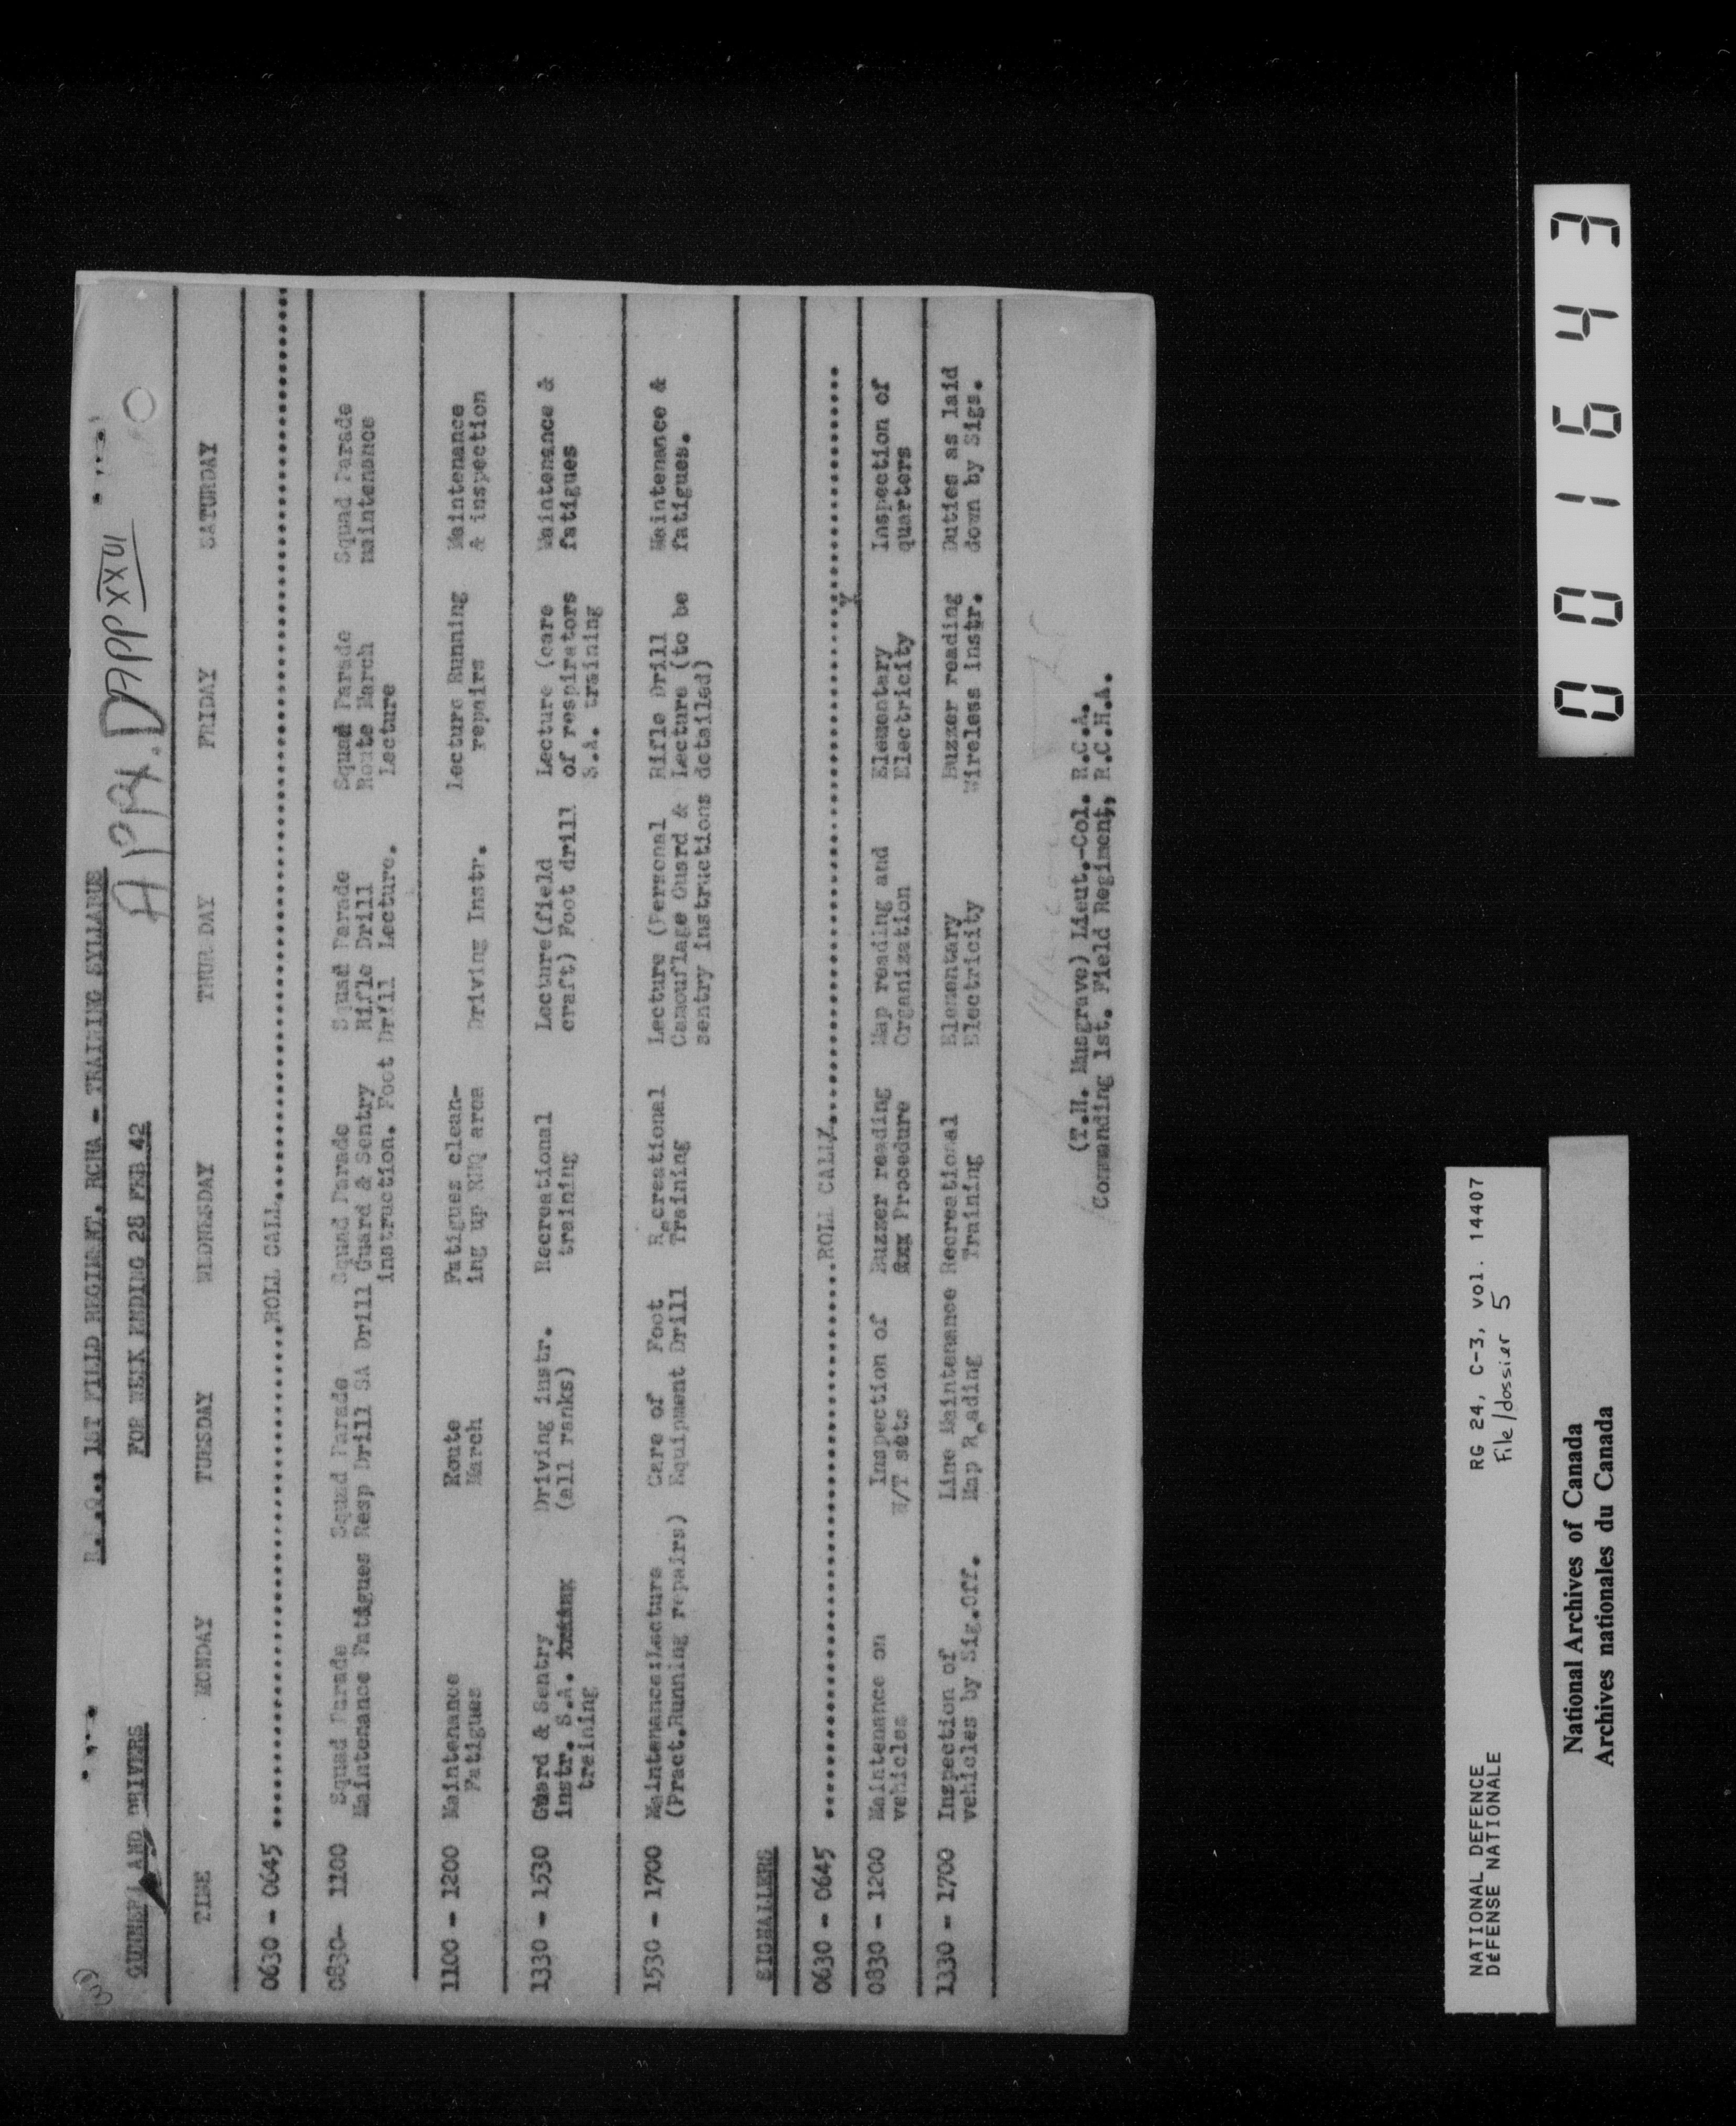 R.H.Q., 1ST FIELD REGIMENT. RCHA - TRAINING SYLLABUS
GUNNERS AND DRIVERS FOR WEEK ENDING 28 FEB 42
APPX. D APP XXVII
TIME MONDAY TUESDAY WEDNESDAY THUR DAY FRIDAY SATURDAY
0630 - 0645 ROLL CALL
0830- 1100 Squad Parade Squad Parade Squad Parade Squad Parade Squad Parade Squad Parade
Maintenance Fatigues Resp Drill SA Drill Guard & Sentry Rifle Drill Route March maintenance
instruction. Foot Drill Lecture. Lecture
1100 - 1200 Maintenance Route Fatigues clean- Driving Instr. Lecture Running Maintenance
Fatigues March ing up RHQ area repairs & inspection
1330 - 1530 Guard & Sentry Driving instr. Recreational Lecture(field Lecture (care Maintenance &
instr. S.A. (all ranks) training craft) Foot drill of respirators fatigues
training S.A. training
1530 - 1700 Maintenance:Lecture Care of Foot Recreational Lecture (Personal Rifle Drill Maintenance &
(Pract.Running repairs) Equipment Drill Training Camouflage Guard & Lecture (to be fatigues.
sentry instructions detailed)
SIGNALLERS
0630 - 0645 ROLL CALL
0830 - 1200 Maintenance on Inspection of Buzzer reading Map reading and Elementary Inspection of
vehicles W/T sets Procedure Organization Electricity quarters
1330 - 1700 Inspection of Line Maintenance Recreational Elementary Buzzer reading Duties as laid
vehicles by Sig.Off. Map Reading Training Electricity Wireless instr. down by Sigs.
(T.H. Musgrave) Lieut.-Col. R.C.A.
Commanding 1st. Field Regiment, R.C.H.A.
NATIONAL DEFENCE RG 24, C-3, vol. 14407
DÉFENSE NATIONALE File/dossier 5
National Archives of Canada
Archives nationales du Canada
001643